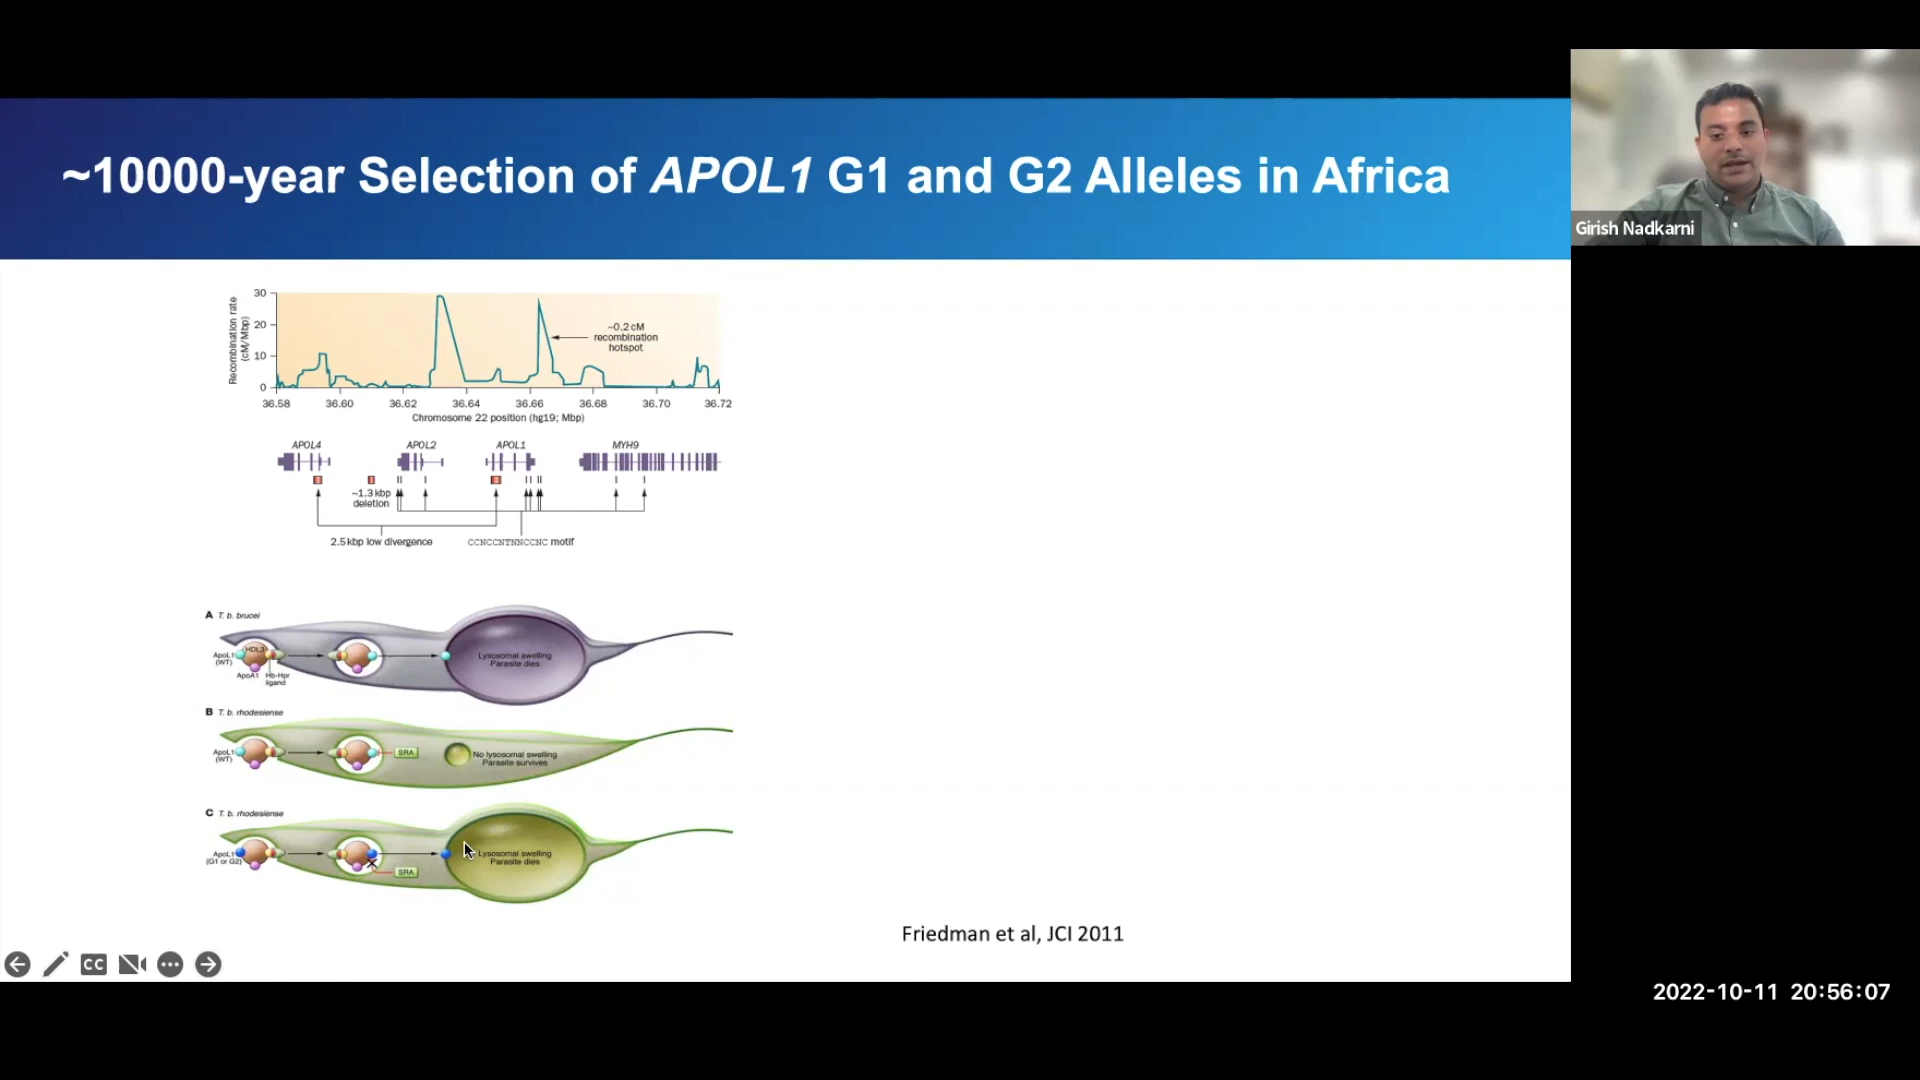 ~10000-year Selection of APOL1 G1 and G2 Alleles in Africa
Girish Nadkarni
Recombination rate
(cM/Mbp)
30
20
10
0
~0.2 cM
recombination
hotspot
36.58 36.60 36.62 36.64 36.66 36.68 36.70 36.72
Chromosome 22 position (hg19; Mbp)
APOL4 APOL2 APOL1 MYH9
~1.3 kbp
deletion
2.5 kbp low divergence
CCNCCNTNNCCNC motif
A T. b. brucei
ApoL1
(WT)
HDL3
ApoA1
Hb-Hpr
ligand
Lysosomal swelling
Parasite dies
B T. b. rhodesiense
ApoL1
(WT)
SRA
No lysosomal swelling
Parasite survives
C T. b. rhodesiense
ApoL1
(G1 or G2)
SRA
Lysosomal swelling
Parasite dies
Friedman et al, JCI 2011
CC
2022-10-11 20:56:07